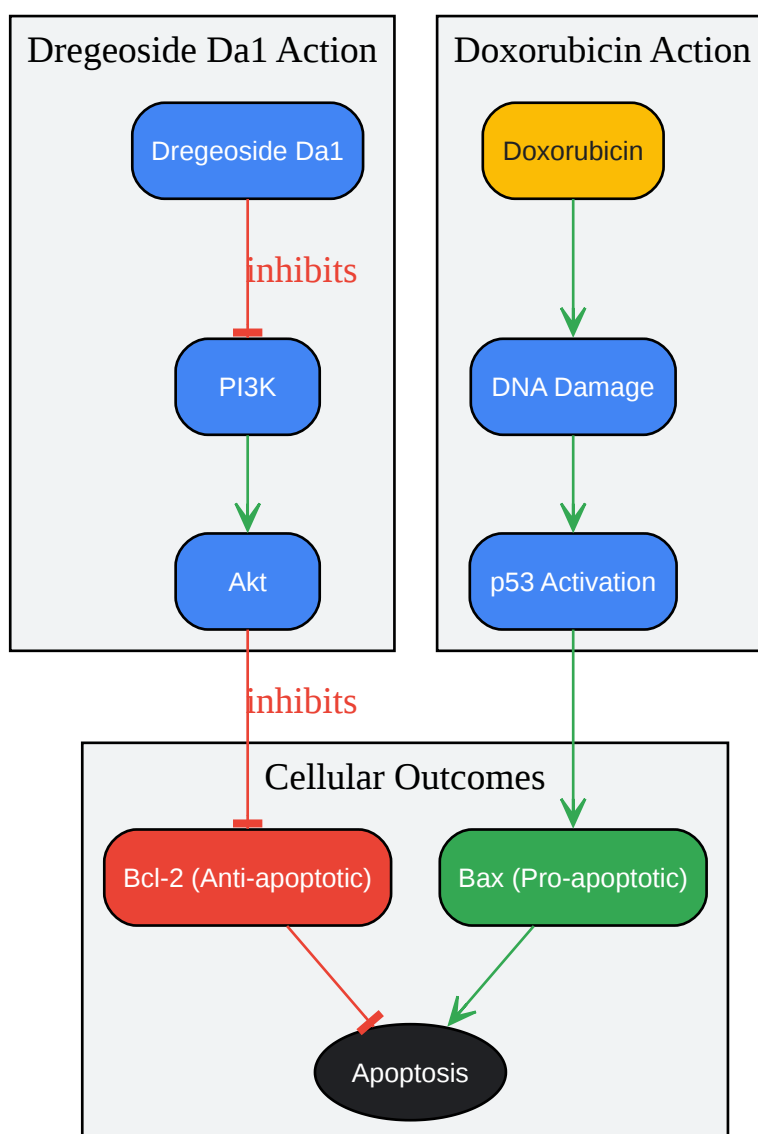 Dregeoside Da1 Action
Dregeoside Da1
inhibits
PI3K
Akt
inhibits
Doxorubicin Action
Doxorubicin
DNA Damage
p53 Activation
Cellular Outcomes
Bcl-2 (Anti-apoptotic)
Bax (Pro-apoptotic)
Apoptosis